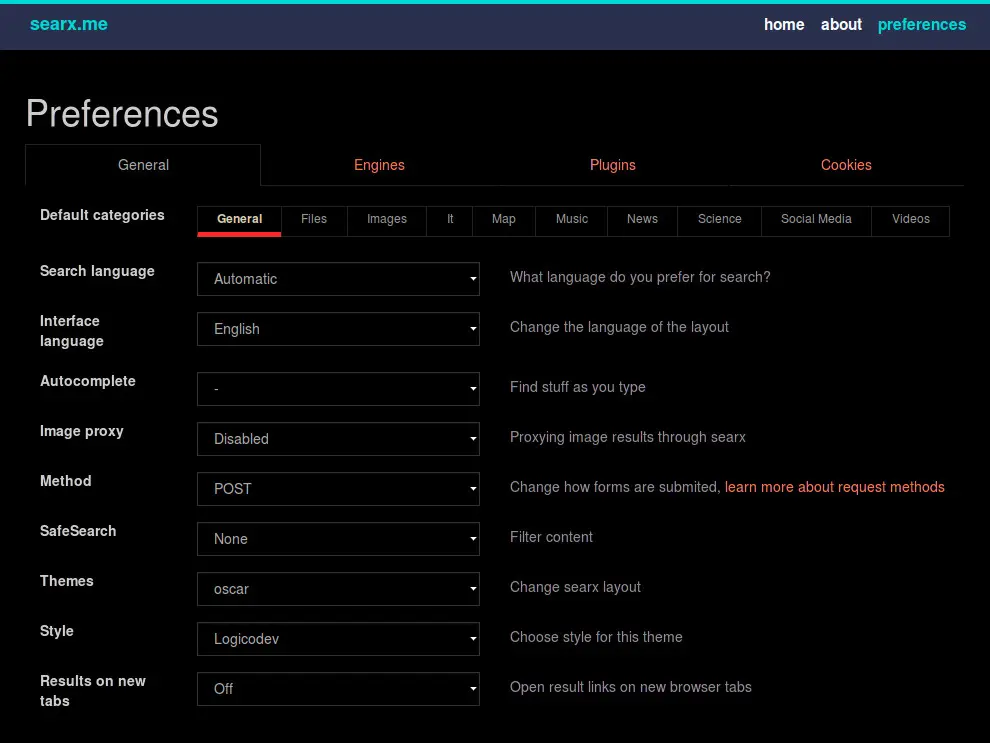 searx.me home about preferences
Preferences
General Engines Plugins Cookies
Default categories General Files Images It Map Music News Science Social Media Videos
Search language Automatic What language do you prefer for search?
Interface language English Change the language of the layout
Autocomplete - Find stuff as you type
Image proxy Disabled Proxying image results through searx
Method POST Change how forms are submited, learn more about request methods
SafeSearch None Filter content
Themes oscar Change searx layout
Style Logicodev Choose style for this theme
Results on new tabs Off Open result links on new browser tabs